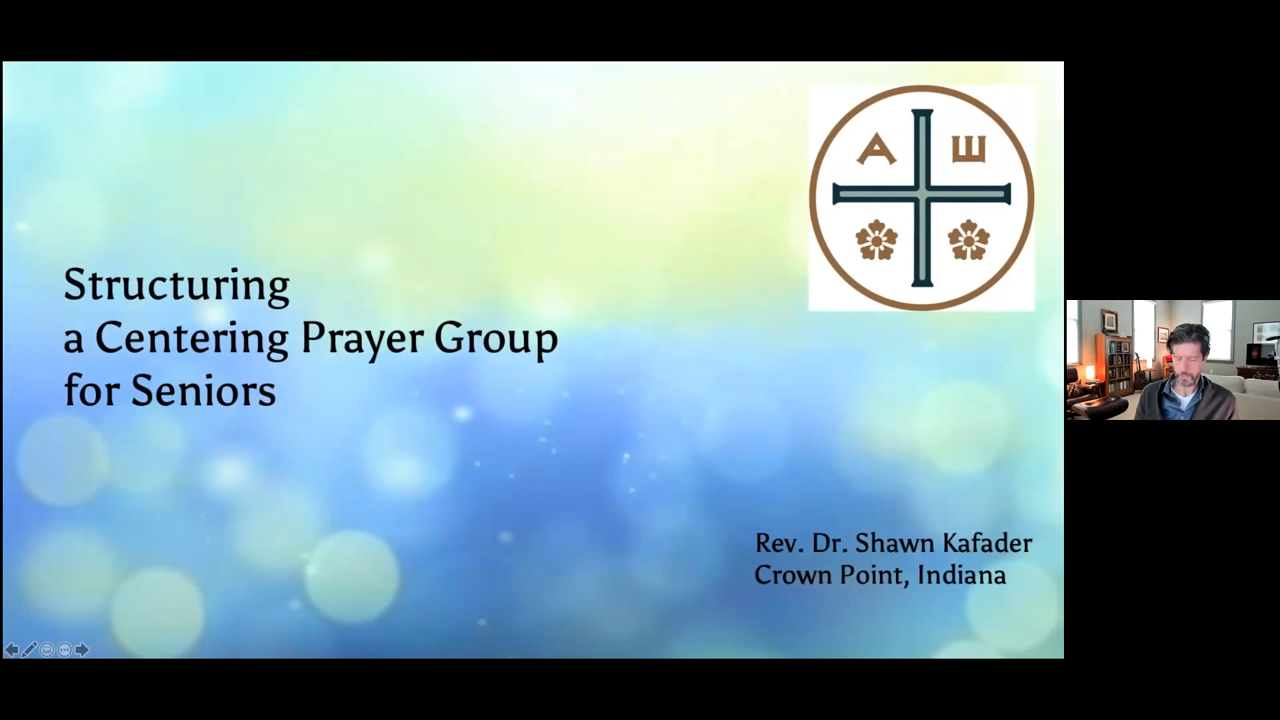 A ω
Structuring
a Centering Prayer Group
for Seniors
Rev. Dr. Shawn Kafader
Crown Point, Indiana